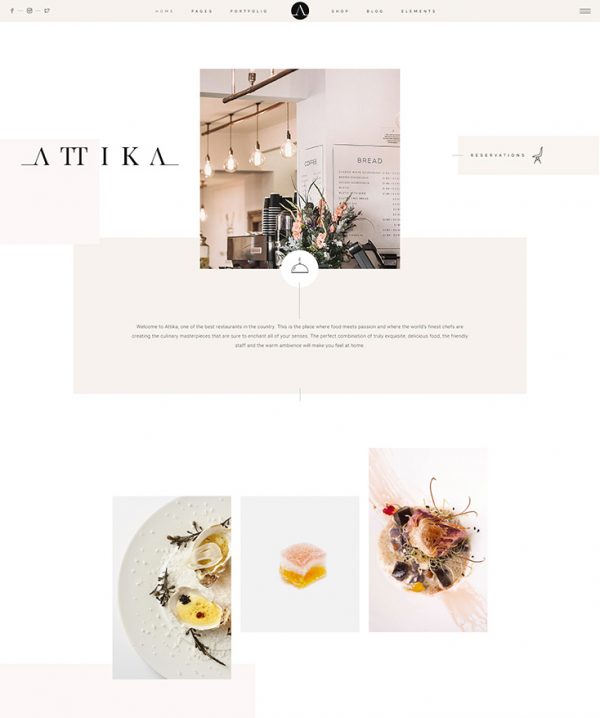 HOME
PAGES
PORTFOLIO
A
SHOP
BLOG
ELEMENTS
ATTIKA
COFFEE
BREAD
RESERVATIONS
Welcome to Attika, one of the best restaurants in the country. This is the place where food meets passion and where the world's finest chefs are
creating the culinary masterpieces that are sure to enchant all of your senses. The perfect combination of truly exquisite, delicious food, the friendly
staff and the warm ambience will make you feel at home